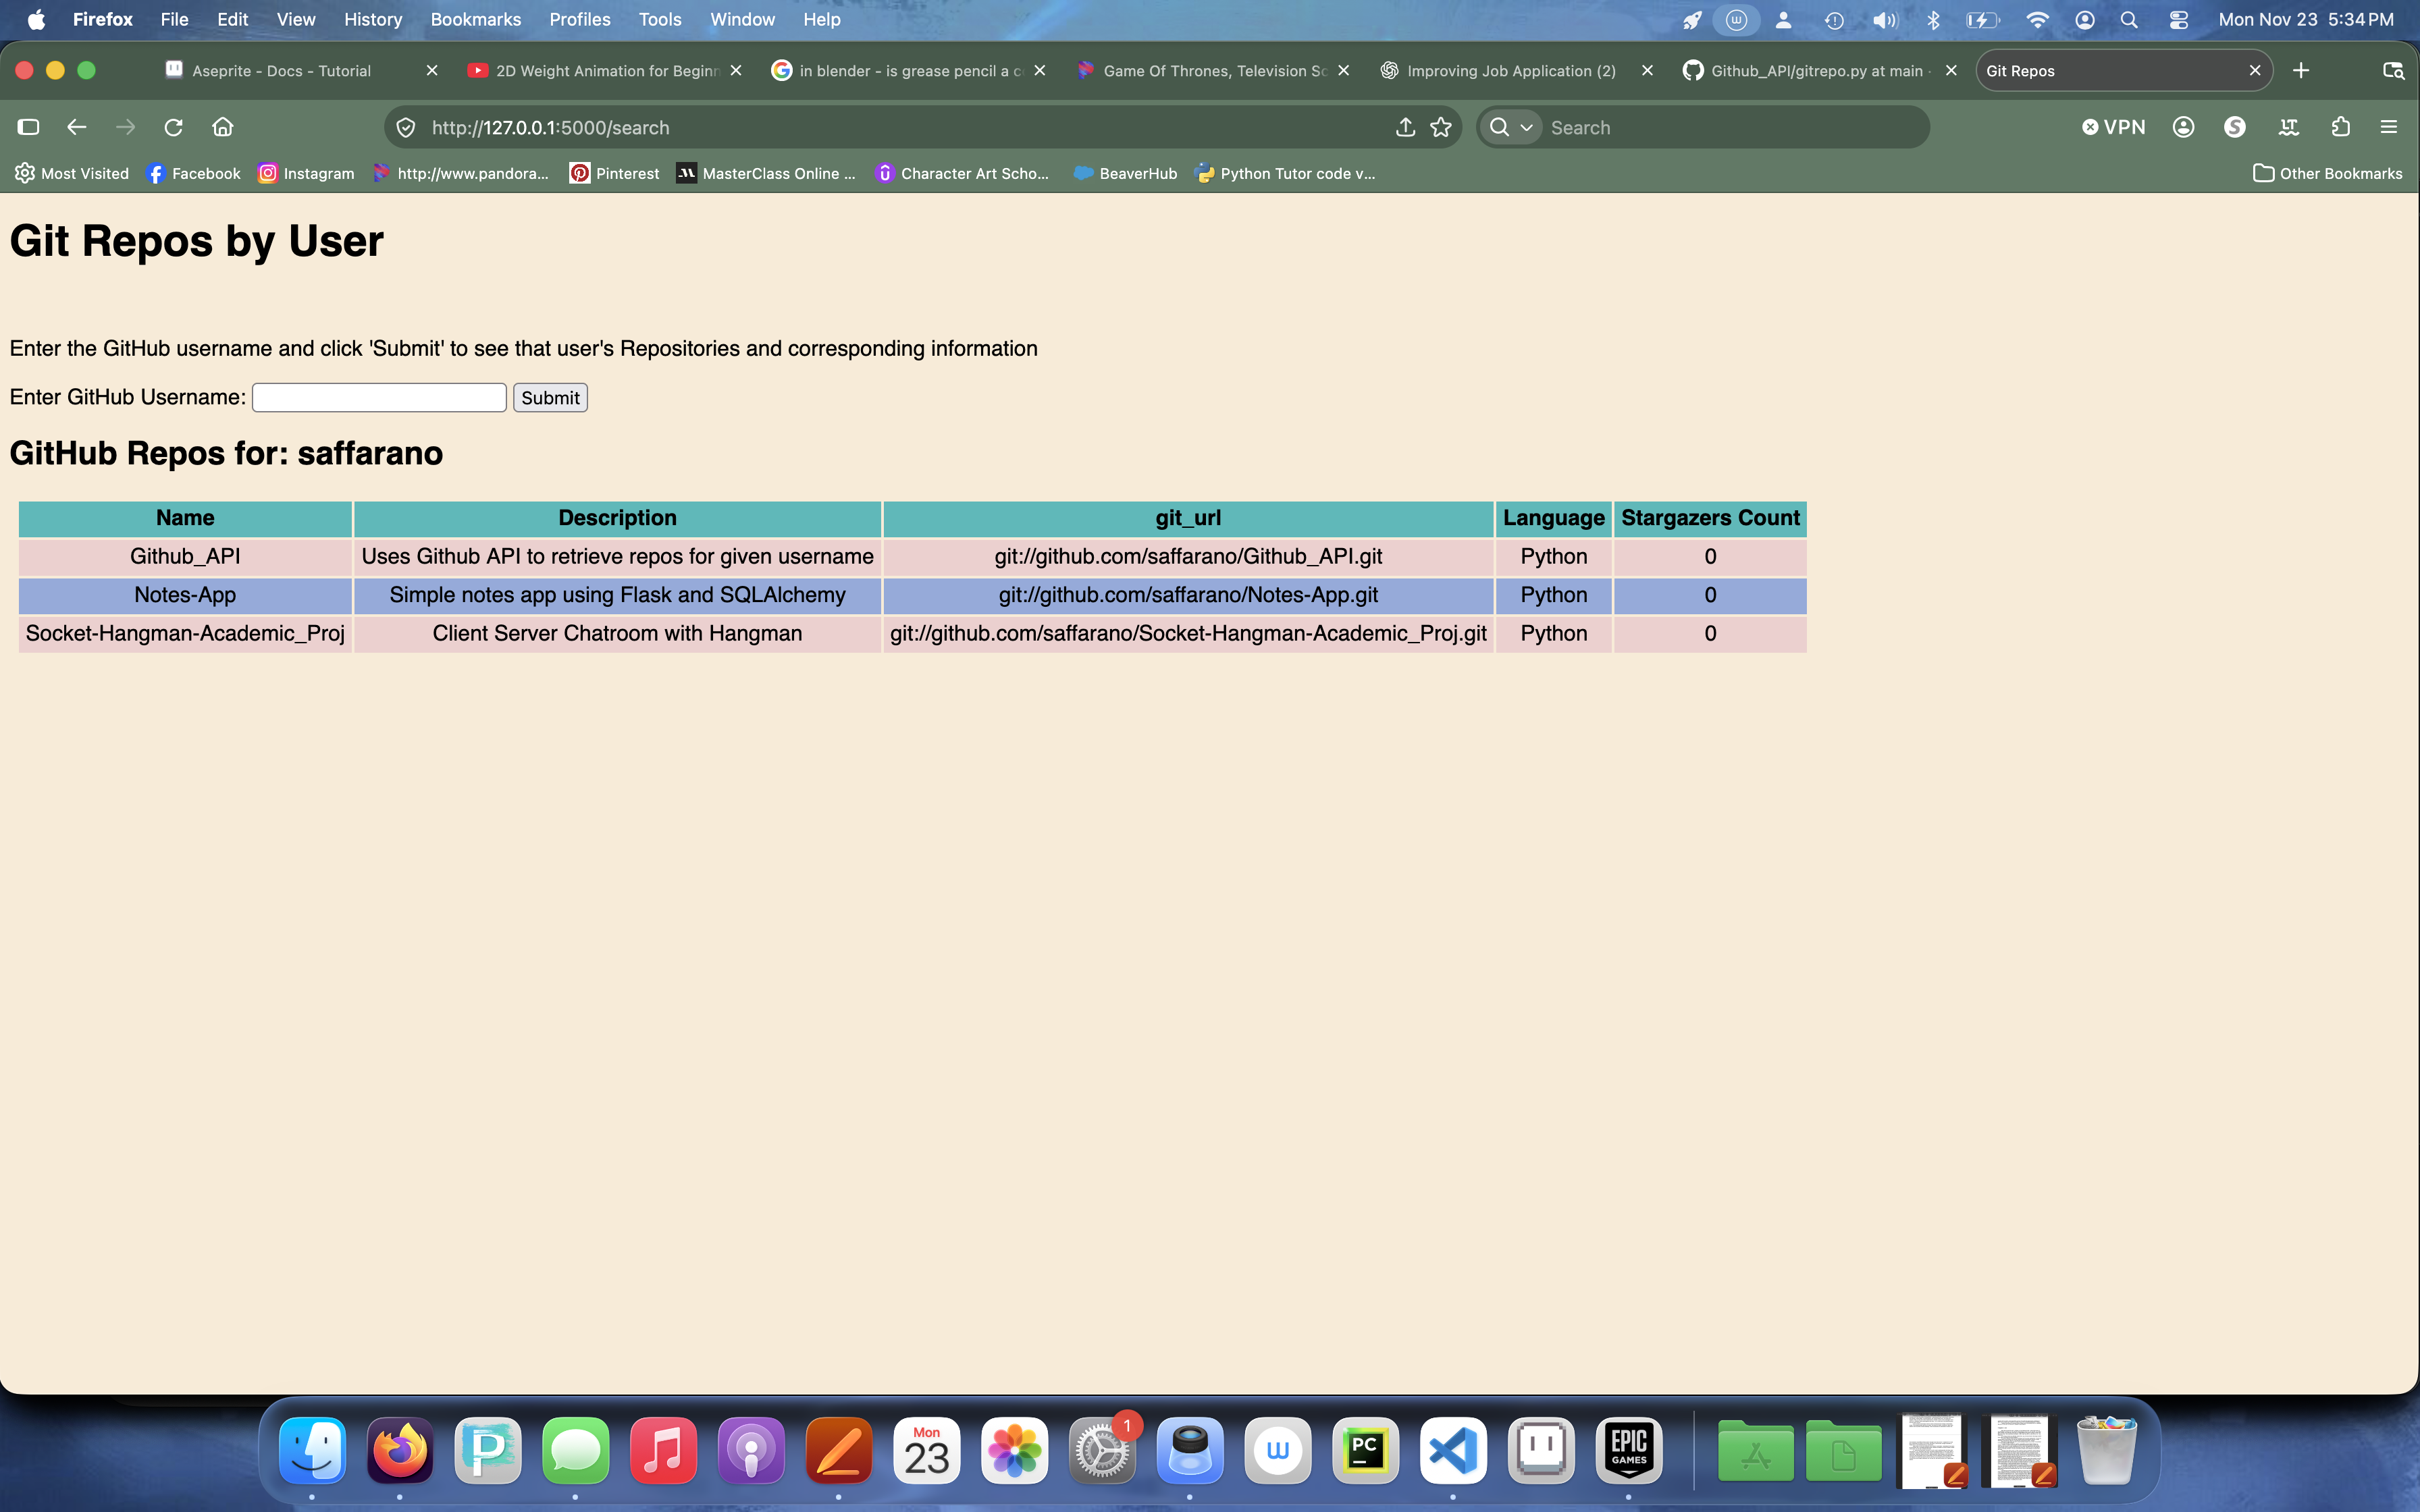 Firefox File Edit View History Bookmarks Profiles Tools Window Help Mon Nov 23 5:34 PM
Aseprite - Docs - Tutorial 2D Weight Animation for Beginn in blender - is grease pencil a c Game Of Thrones, Television Sc Improving Job Application (2) Github_API/gitrepo.py at main Git Repos
http://127.0.0.1:5000/search Search VPN
Most Visited Facebook Instagram http://www.pandora... Pinterest MasterClass Online ... Character Art Scho... BeaverHub Python Tutor code v... Other Bookmarks
Git Repos by User
Enter the GitHub username and click 'Submit' to see that user's Repositories and corresponding information
Enter GitHub Username: Submit
GitHub Repos for: saffarano
Name Description git_url Language Stargazers Count
Github_API Uses Github API to retrieve repos for given username git://github.com/saffarano/Github_API.git Python 0
Notes-App Simple notes app using Flask and SQLAlchemy git://github.com/saffarano/Notes-App.git Python 0
Socket-Hangman-Academic_Proj Client Server Chatroom with Hangman git://github.com/saffarano/Socket-Hangman-Academic_Proj.git Python 0
Mon
23
1
PC
EPIC
GAMES